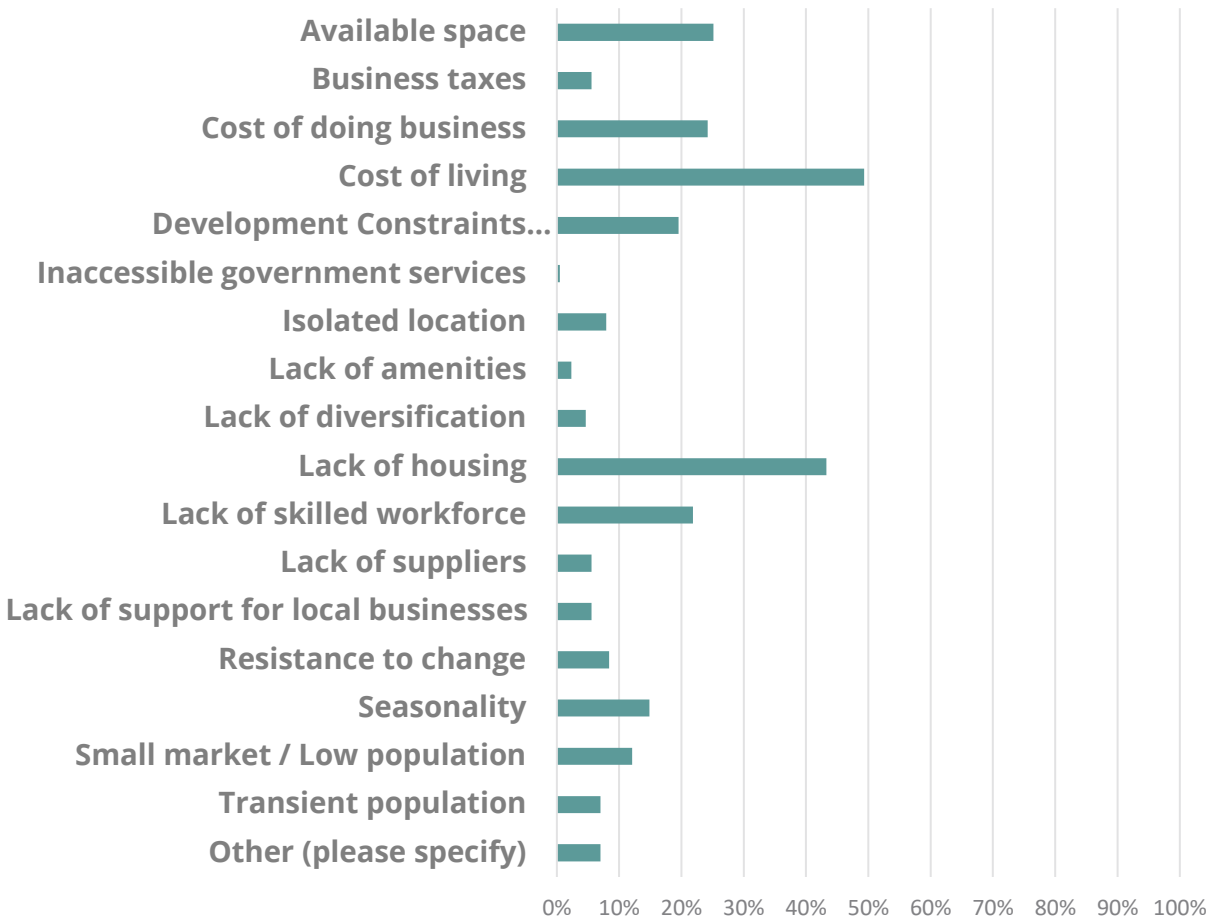 Available space
Business taxes
Cost of doing business
Cost of living
Development Constraints...
Inaccessible government services
Isolated location
Lack of amenities
Lack of diversification
Lack of housing
Lack of skilled workforce
Lack of suppliers
Lack of support for local businesses
Resistance to change
Seasonality
Small market / Low population
Transient population
Other (please specify)
0% 10% 20% 30% 40% 50% 60% 70% 80% 90% 100%